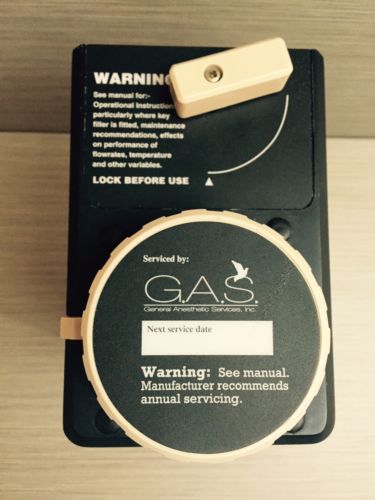 WARNING
See manual for:-
Operational instruction
particularly where key
filler is fitted, maintenance
recommendations, effects
on performance of
flowrates, temperature
and other variables.
LOCK BEFORE USE
Serviced by:
G.A.S.
General Anesthetic Services, Inc.
Next service date
Warning: See manual.
Manufacturer recommends
annual servicing.